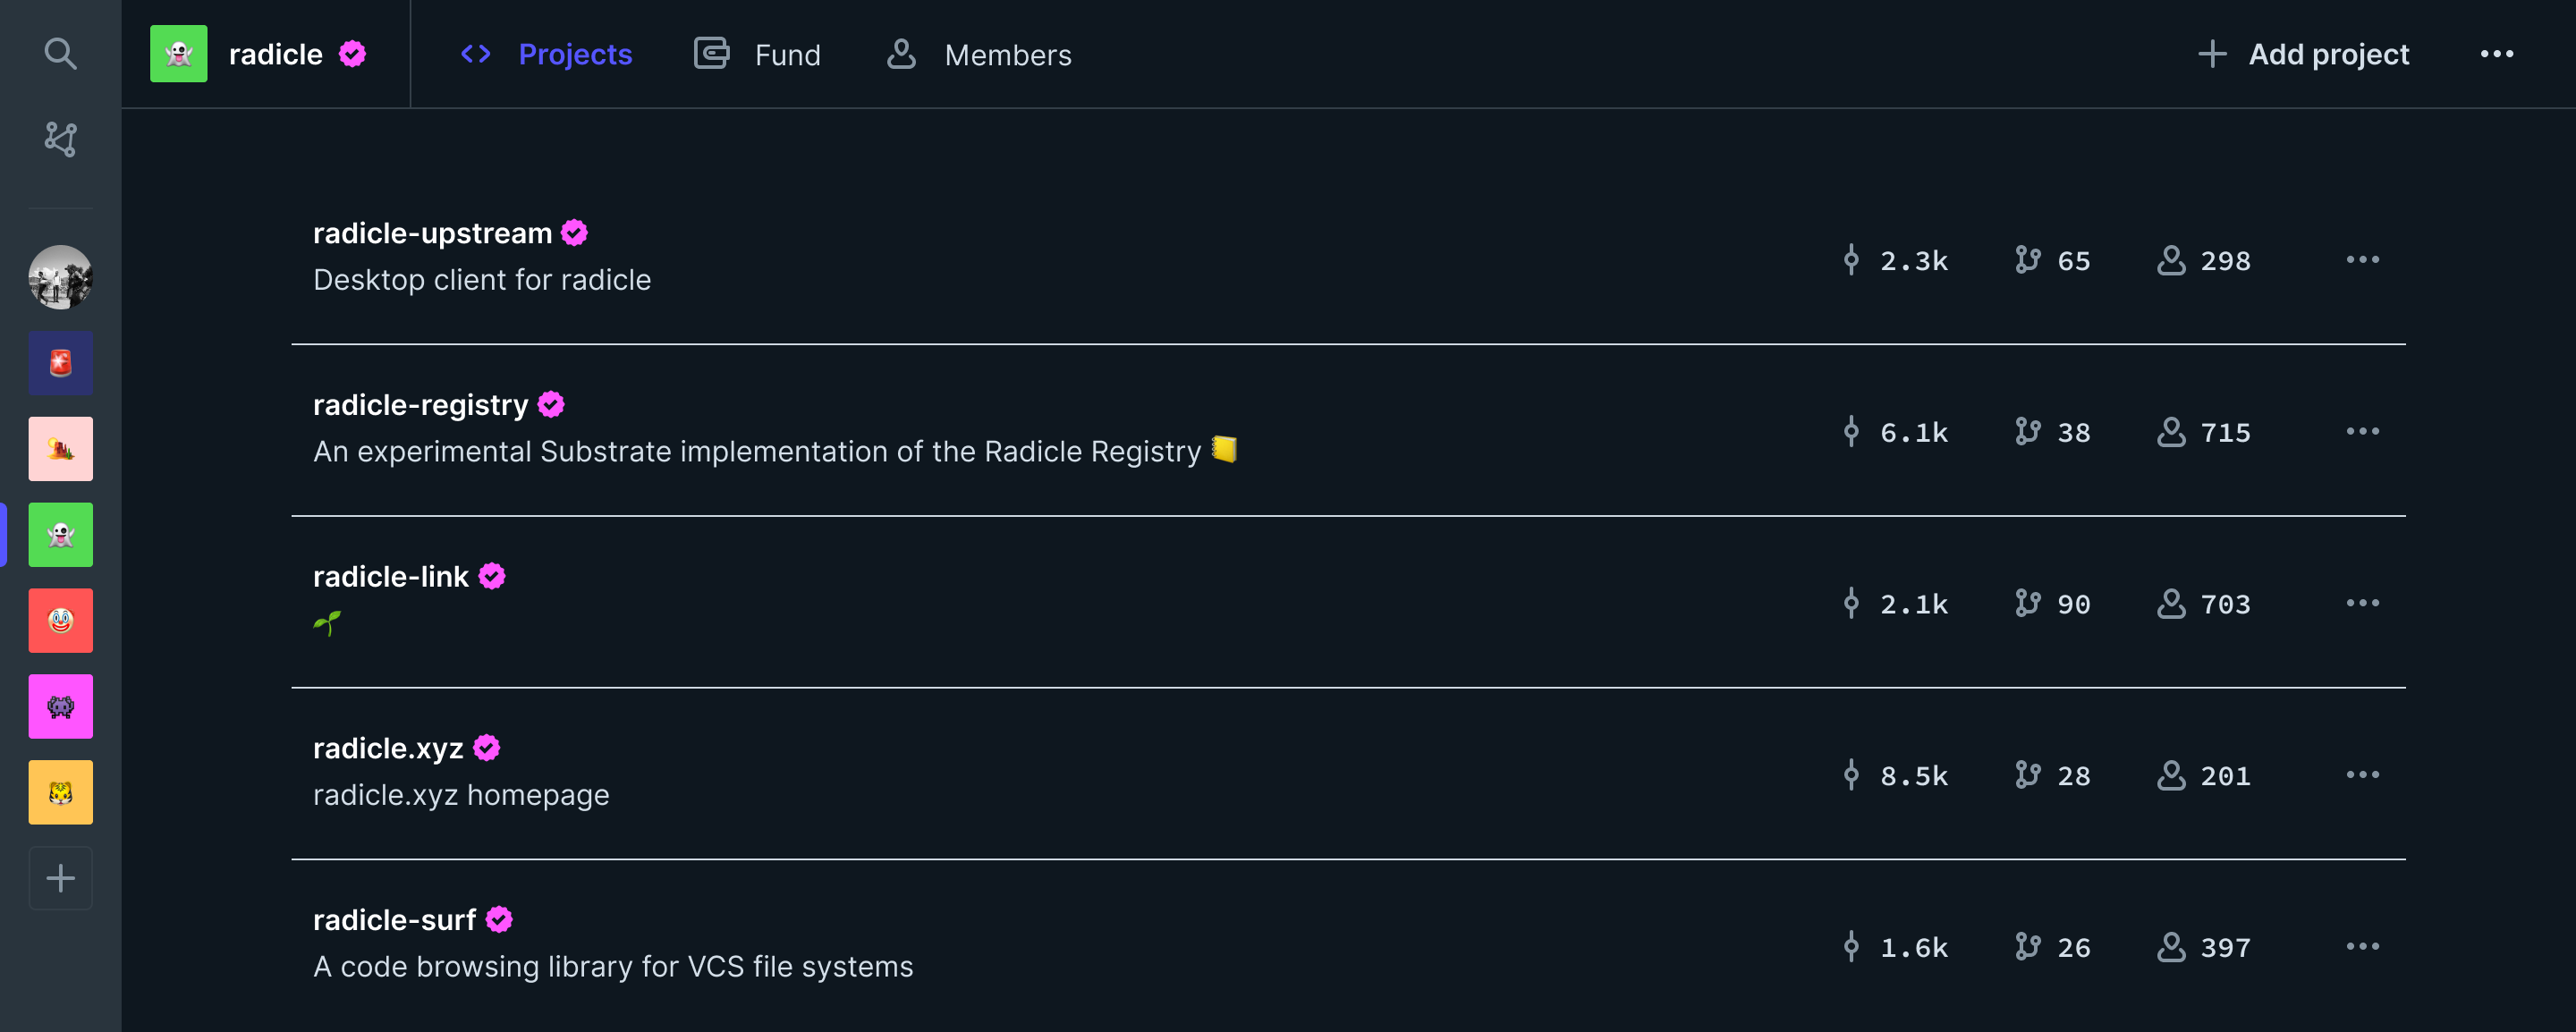 radicle
Projects
Fund
Members
Add project
radicle-upstream
Desktop client for radicle
2.3k
65
298
radicle-registry
An experimental Substrate implementation of the Radicle Registry 📒
6.1k
38
715
radicle-link
🌱
2.1k
90
703
radicle.xyz
radicle.xyz homepage
8.5k
28
201
radicle-surf
A code browsing library for VCS file systems
1.6k
26
397